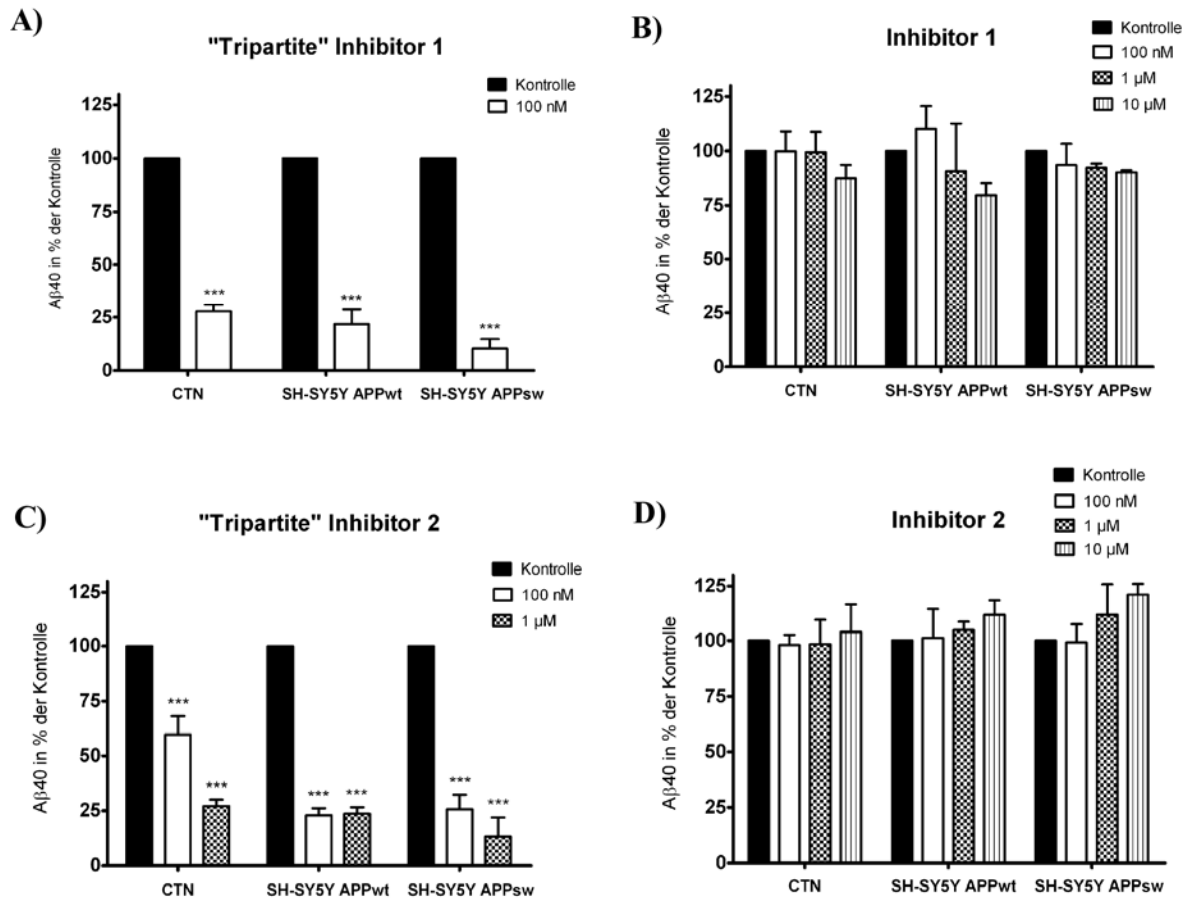 A)
"Tripartite" Inhibitor 1
Kontrolle
100 nM
Aβ40 in % der Kontrolle
125
100
75
50
25
0
***
***
***
CTN
SH-SY5Y APPwt
SH-SY5Y APPsw
B)
Inhibitor 1
Kontrolle
100 nM
1 µM
10 µM
Aβ40 in % der Kontrolle
125
100
75
50
25
0
CTN
SH-SY5Y APPwt
SH-SY5Y APPsw
C)
"Tripartite" Inhibitor 2
Kontrolle
100 nM
1 µM
Aβ40 in % der Kontrolle
125
100
75
50
25
0
***
***
***
***
***
***
CTN
SH-SY5Y APPwt
SH-SY5Y APPsw
D)
Inhibitor 2
Kontrolle
100 nM
1 µM
10 µM
Aβ40 in % der Kontrolle
125
100
75
50
25
0
CTN
SH-SY5Y APPwt
SH-SY5Y APPsw